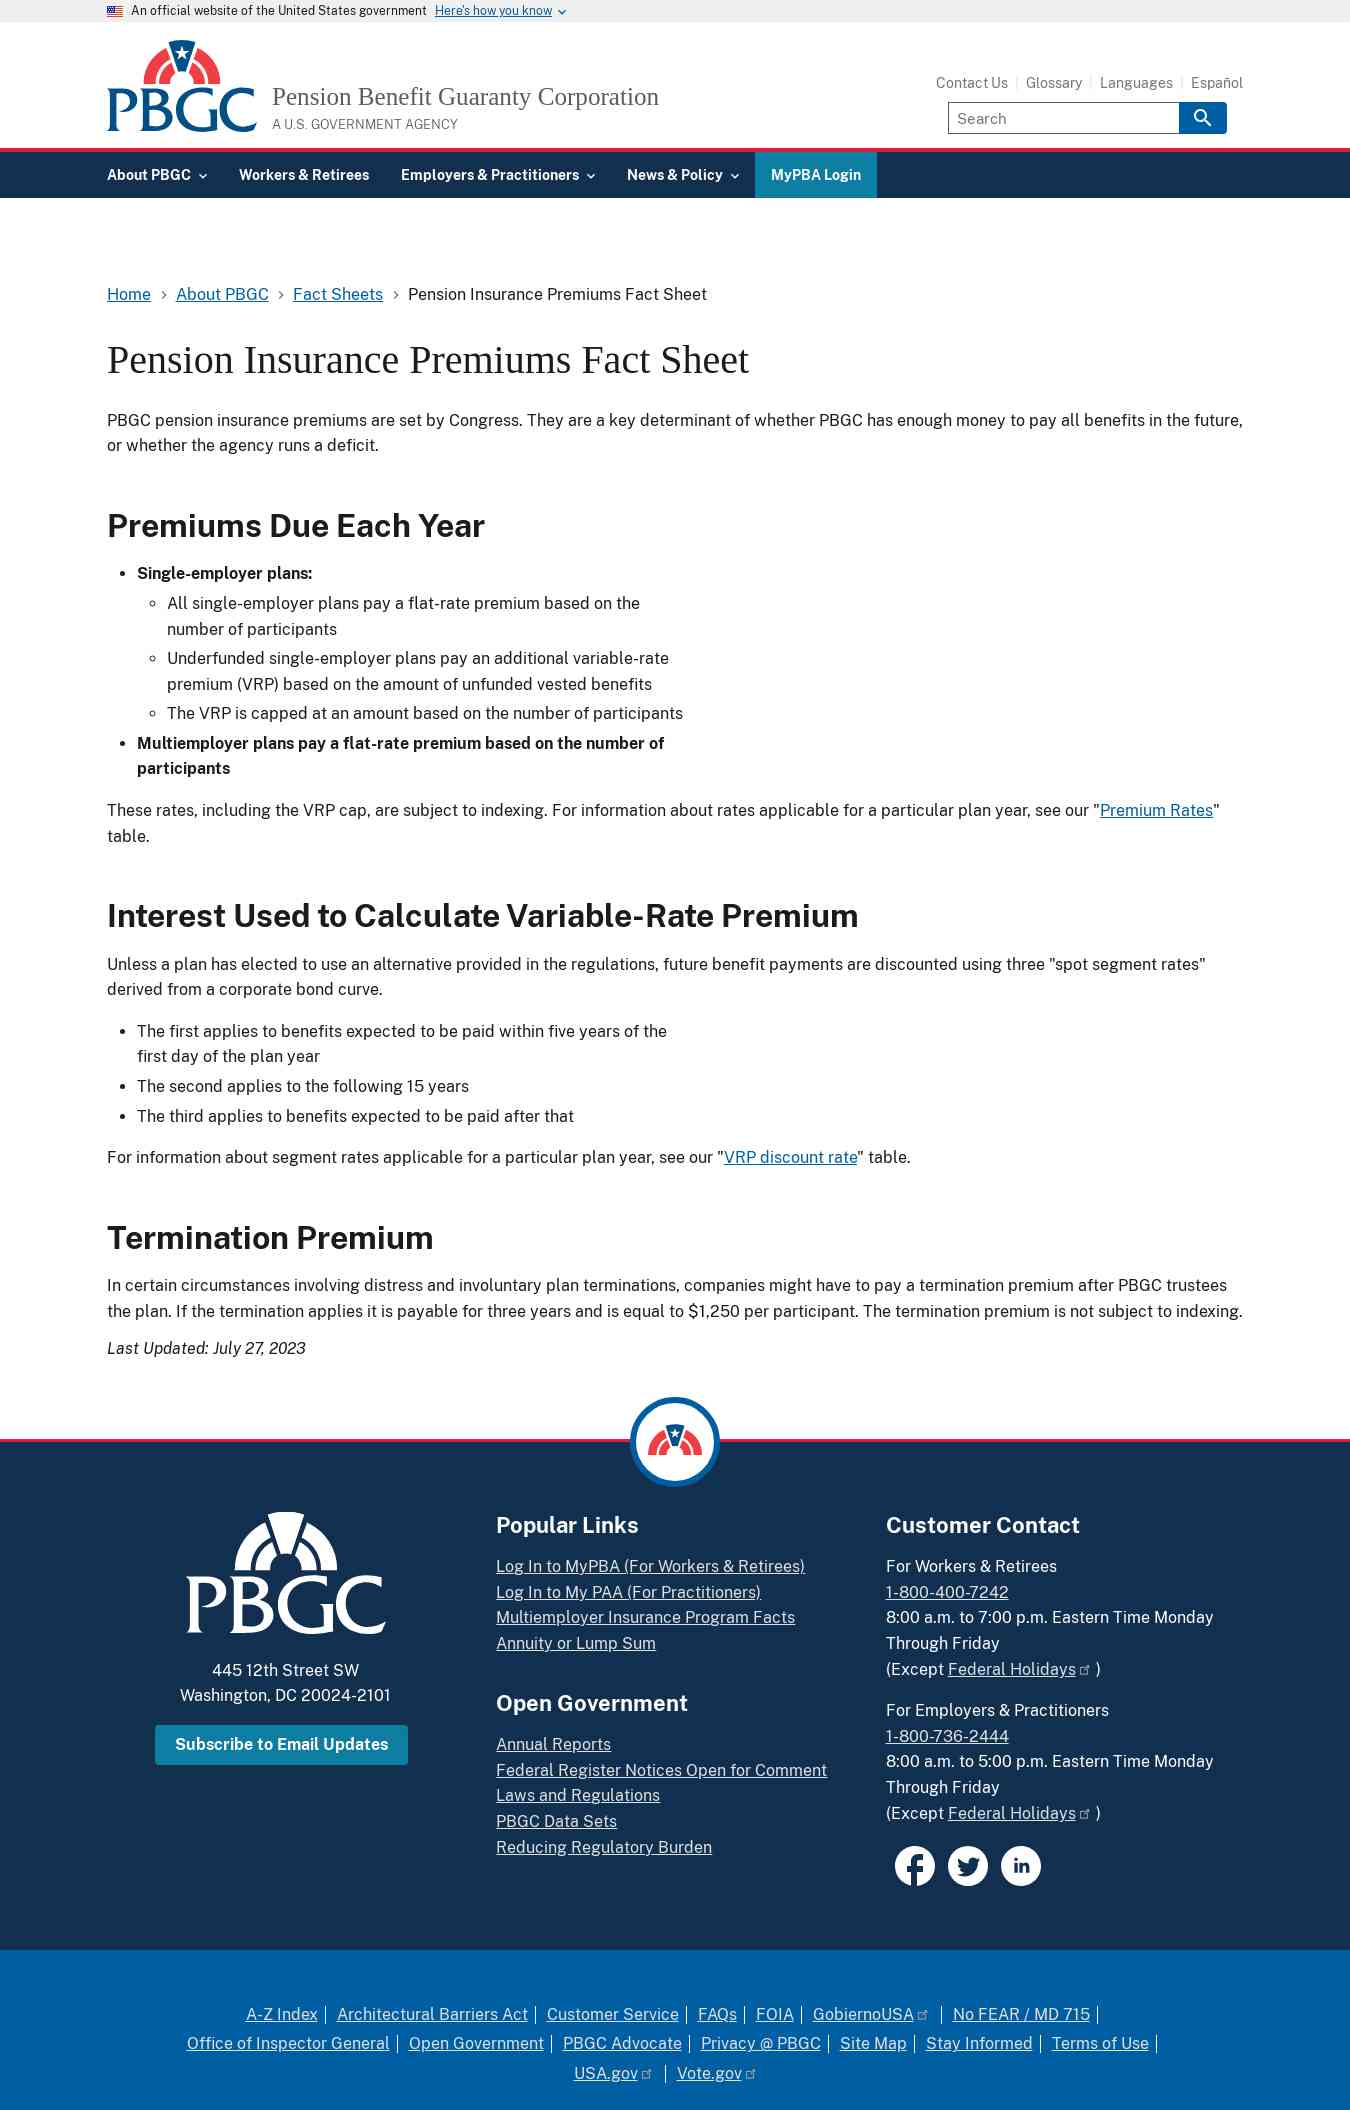 An official website of the United States government Here's how you know
PBGC
Pension Benefit Guaranty Corporation
A U.S. GOVERNMENT AGENCY
Contact Us Glossary Languages Español
Search
About PBGC Workers & Retirees Employers & Practitioners News & Policy MyPBA Login
Home About PBGC Fact Sheets Pension Insurance Premiums Fact Sheet
Pension Insurance Premiums Fact Sheet
PBGC pension insurance premiums are set by Congress. They are a key determinant of whether PBGC has enough money to pay all benefits in the future,
or whether the agency runs a deficit.
Premiums Due Each Year
• Single-employer plans:
◦ All single-employer plans pay a flat-rate premium based on the
number of participants
◦ Underfunded single-employer plans pay an additional variable-rate
premium (VRP) based on the amount of unfunded vested benefits
◦ The VRP is capped at an amount based on the number of participants
• Multiemployer plans pay a flat-rate premium based on the number of
participants
These rates, including the VRP cap, are subject to indexing. For information about rates applicable for a particular plan year, see our "Premium Rates"
table.
Interest Used to Calculate Variable-Rate Premium
Unless a plan has elected to use an alternative provided in the regulations, future benefit payments are discounted using three "spot segment rates"
derived from a corporate bond curve.
• The first applies to benefits expected to be paid within five years of the
first day of the plan year
• The second applies to the following 15 years
• The third applies to benefits expected to be paid after that
For information about segment rates applicable for a particular plan year, see our "VRP discount rate" table.
Termination Premium
In certain circumstances involving distress and involuntary plan terminations, companies might have to pay a termination premium after PBGC trustees
the plan. If the termination applies it is payable for three years and is equal to $1,250 per participant. The termination premium is not subject to indexing.
Last Updated: July 27, 2023
PBGC
445 12th Street SW
Washington, DC 20024-2101
Subscribe to Email Updates
Popular Links
Log In to MyPBA (For Workers & Retirees)
Log In to My PAA (For Practitioners)
Multiemployer Insurance Program Facts
Annuity or Lump Sum
Open Government
Annual Reports
Federal Register Notices Open for Comment
Laws and Regulations
PBGC Data Sets
Reducing Regulatory Burden
Customer Contact
For Workers & Retirees
1-800-400-7242
8:00 a.m. to 7:00 p.m. Eastern Time Monday
Through Friday
(Except Federal Holidays )
For Employers & Practitioners
1-800-736-2444
8:00 a.m. to 5:00 p.m. Eastern Time Monday
Through Friday
(Except Federal Holidays )
A-Z Index Architectural Barriers Act Customer Service FAQs FOIA GobiernoUSA No FEAR / MD 715
Office of Inspector General Open Government PBGC Advocate Privacy @ PBGC Site Map Stay Informed Terms of Use
USA.gov Vote.gov